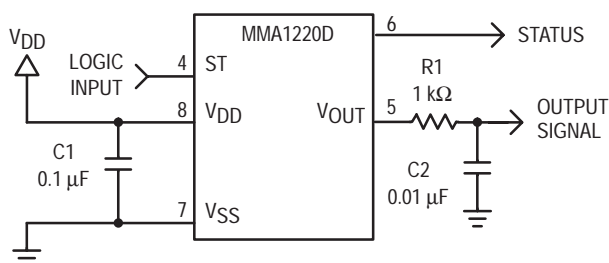 VDD
LOGIC
INPUT
4
ST
MMA1220D
6
STATUS
8
VDD
VOUT
5
R1
1 kΩ
OUTPUT
SIGNAL
C1
0.1 µF
7
VSS
C2
0.01 µF